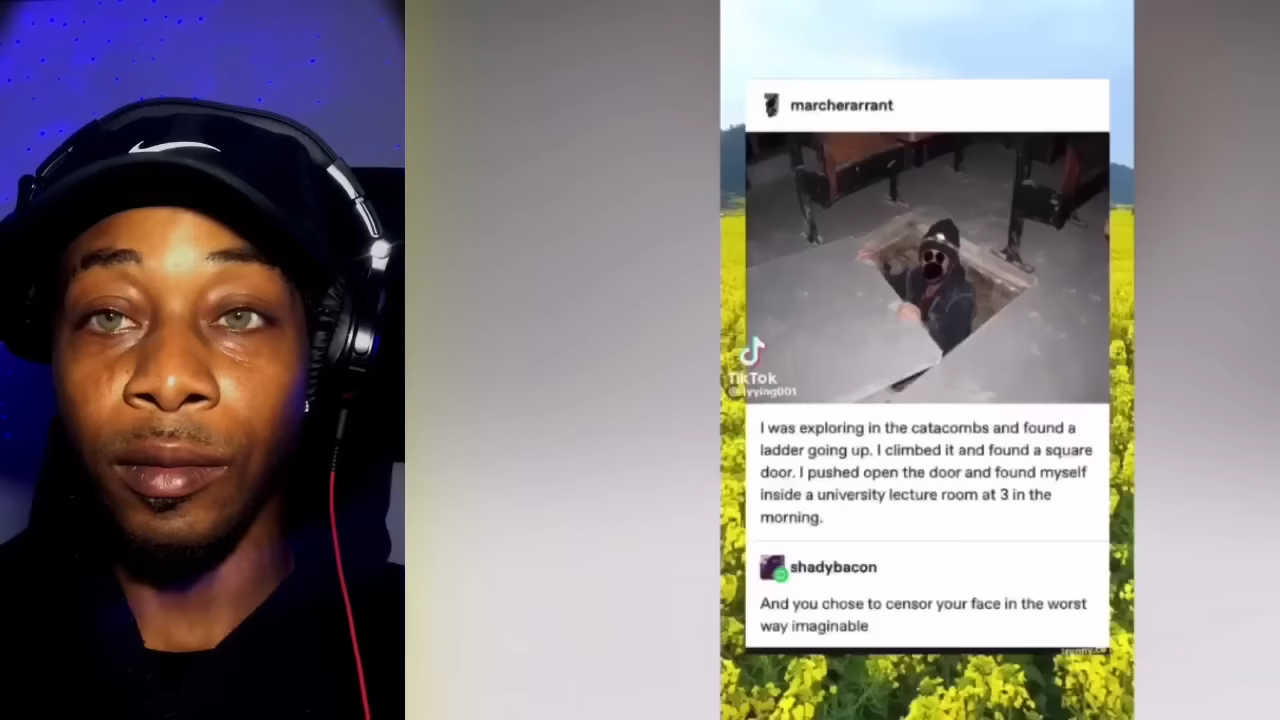 marcherarrant
TikTok
I was exploring in the catacombs and found a
ladder going up. I climbed it and found a square
door. I pushed open the door and found myself
inside a university lecture room at 3 in the
morning.
shadybacon
And you chose to censor your face in the worst
way imaginable